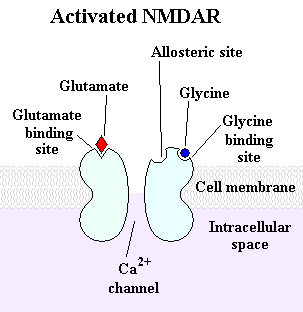 Activated NMDAR
Allosteric site
Glutamate
Glycine
Glutamate
binding
site
Glycine
binding
site
Cell membrane
Intracellular
space
Ca2+
channel